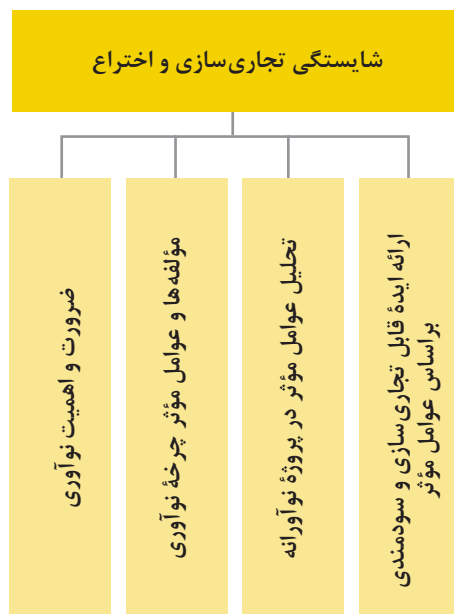 شایستگی تجاری‌سازی و اختراع
ارائه ایدهٔ قابل تجاری‌سازی و سودمندی
براساس عوامل مؤثر
تحلیل عوامل مؤثر در پروژهٔ نوآورانه
مؤلفه‌ها و عوامل مؤثر چرخهٔ نوآوری
ضرورت و اهمیت نوآوری